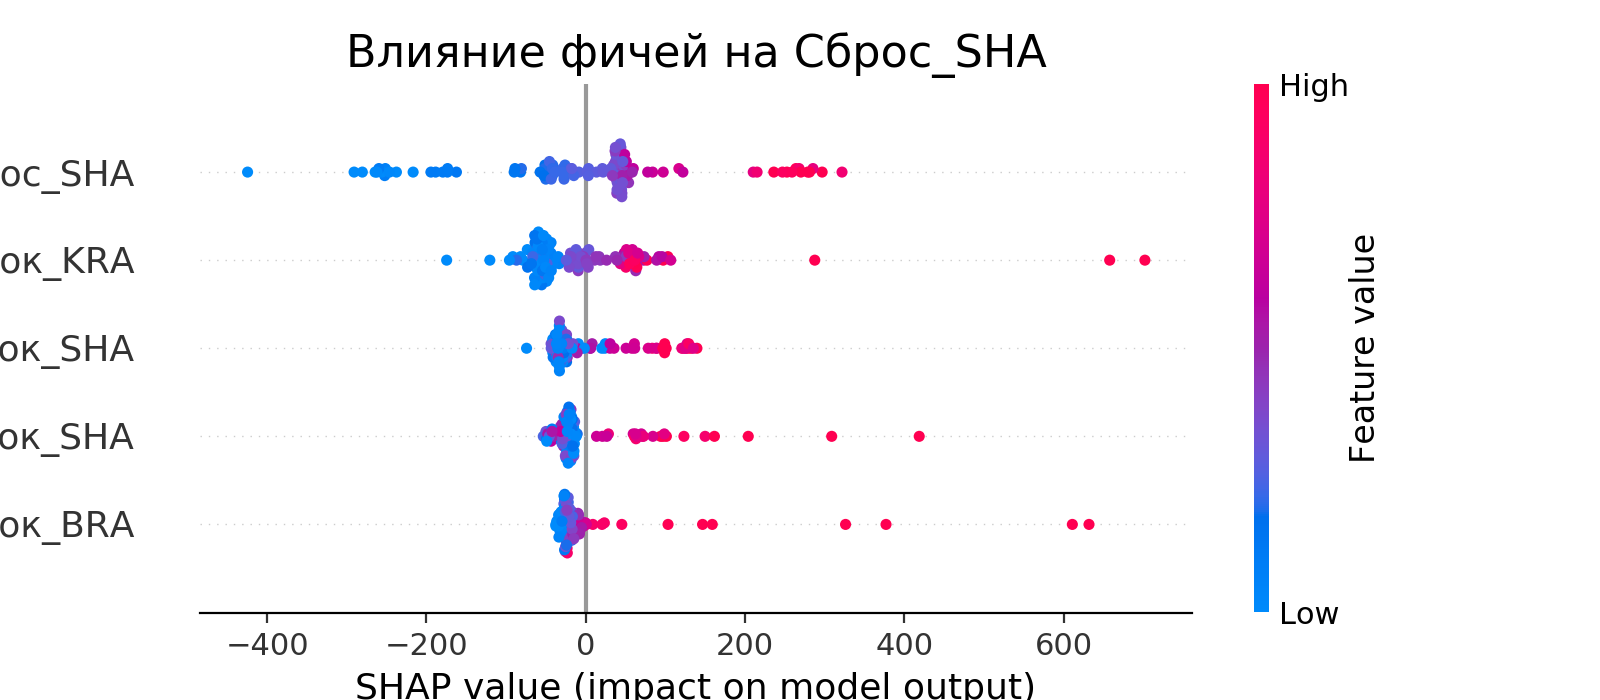 Влияние фичей на Сброс_SHA
High
ос_SHA
ок_KRA
ок_SHA
ок_SHA
ок_BRA
Feature value
Low
−400 −200 0 200 400 600
SHAP value (impact on model output)